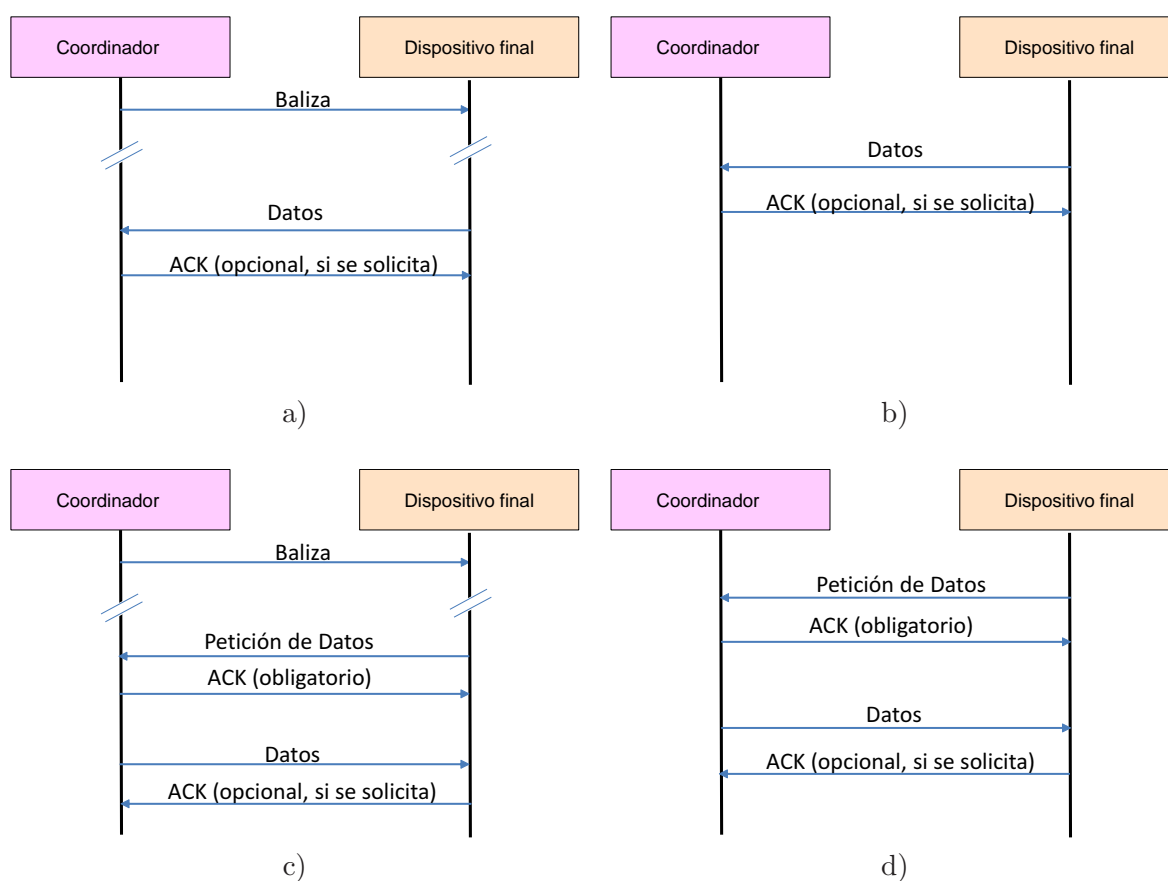 Coordinador
Dispositivo final
Baliza
Datos
ACK (opcional, si se solicita)
a)
Coordinador
Dispositivo final
Datos
ACK (opcional, si se solicita)
b)
Coordinador
Dispositivo final
Baliza
Petición de Datos
ACK (obligatorio)
Datos
ACK (opcional, si se solicita)
c)
Coordinador
Dispositivo final
Petición de Datos
ACK (obligatorio)
Datos
ACK (opcional, si se solicita)
d)